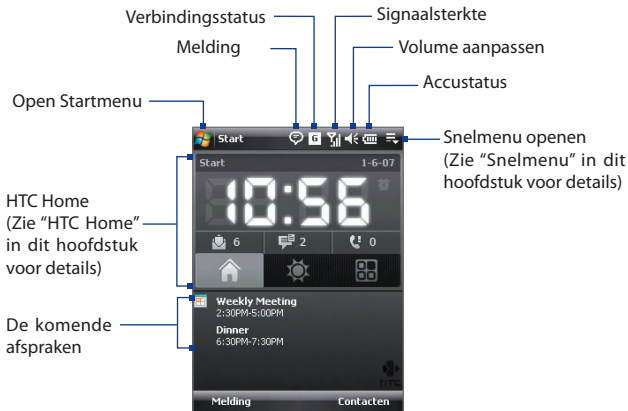 Verbindingsstatus
Signaalsterkte
Melding
Volume aanpassen
Accustatus
Open Startmenu
Snelmenu openen
(Zie “Snelmenu” in dit
hoofdstuk voor details)
HTC Home
(Zie “HTC Home”
in dit hoofdstuk
voor details)
De komende
afspraken
Start
G
Start 1-6-07
10:56
6 2 0
Weekly Meeting
2:30PM-5:00PM
Dinner
6:30PM-7:30PM
hTC
Melding Contacten